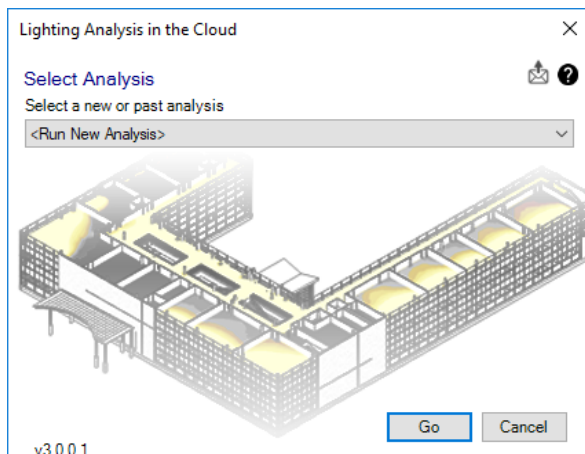 Lighting Analysis in the Cloud
Select Analysis
Select a new or past analysis
<Run New Analysis>
Go
Cancel
v3.0.0.1